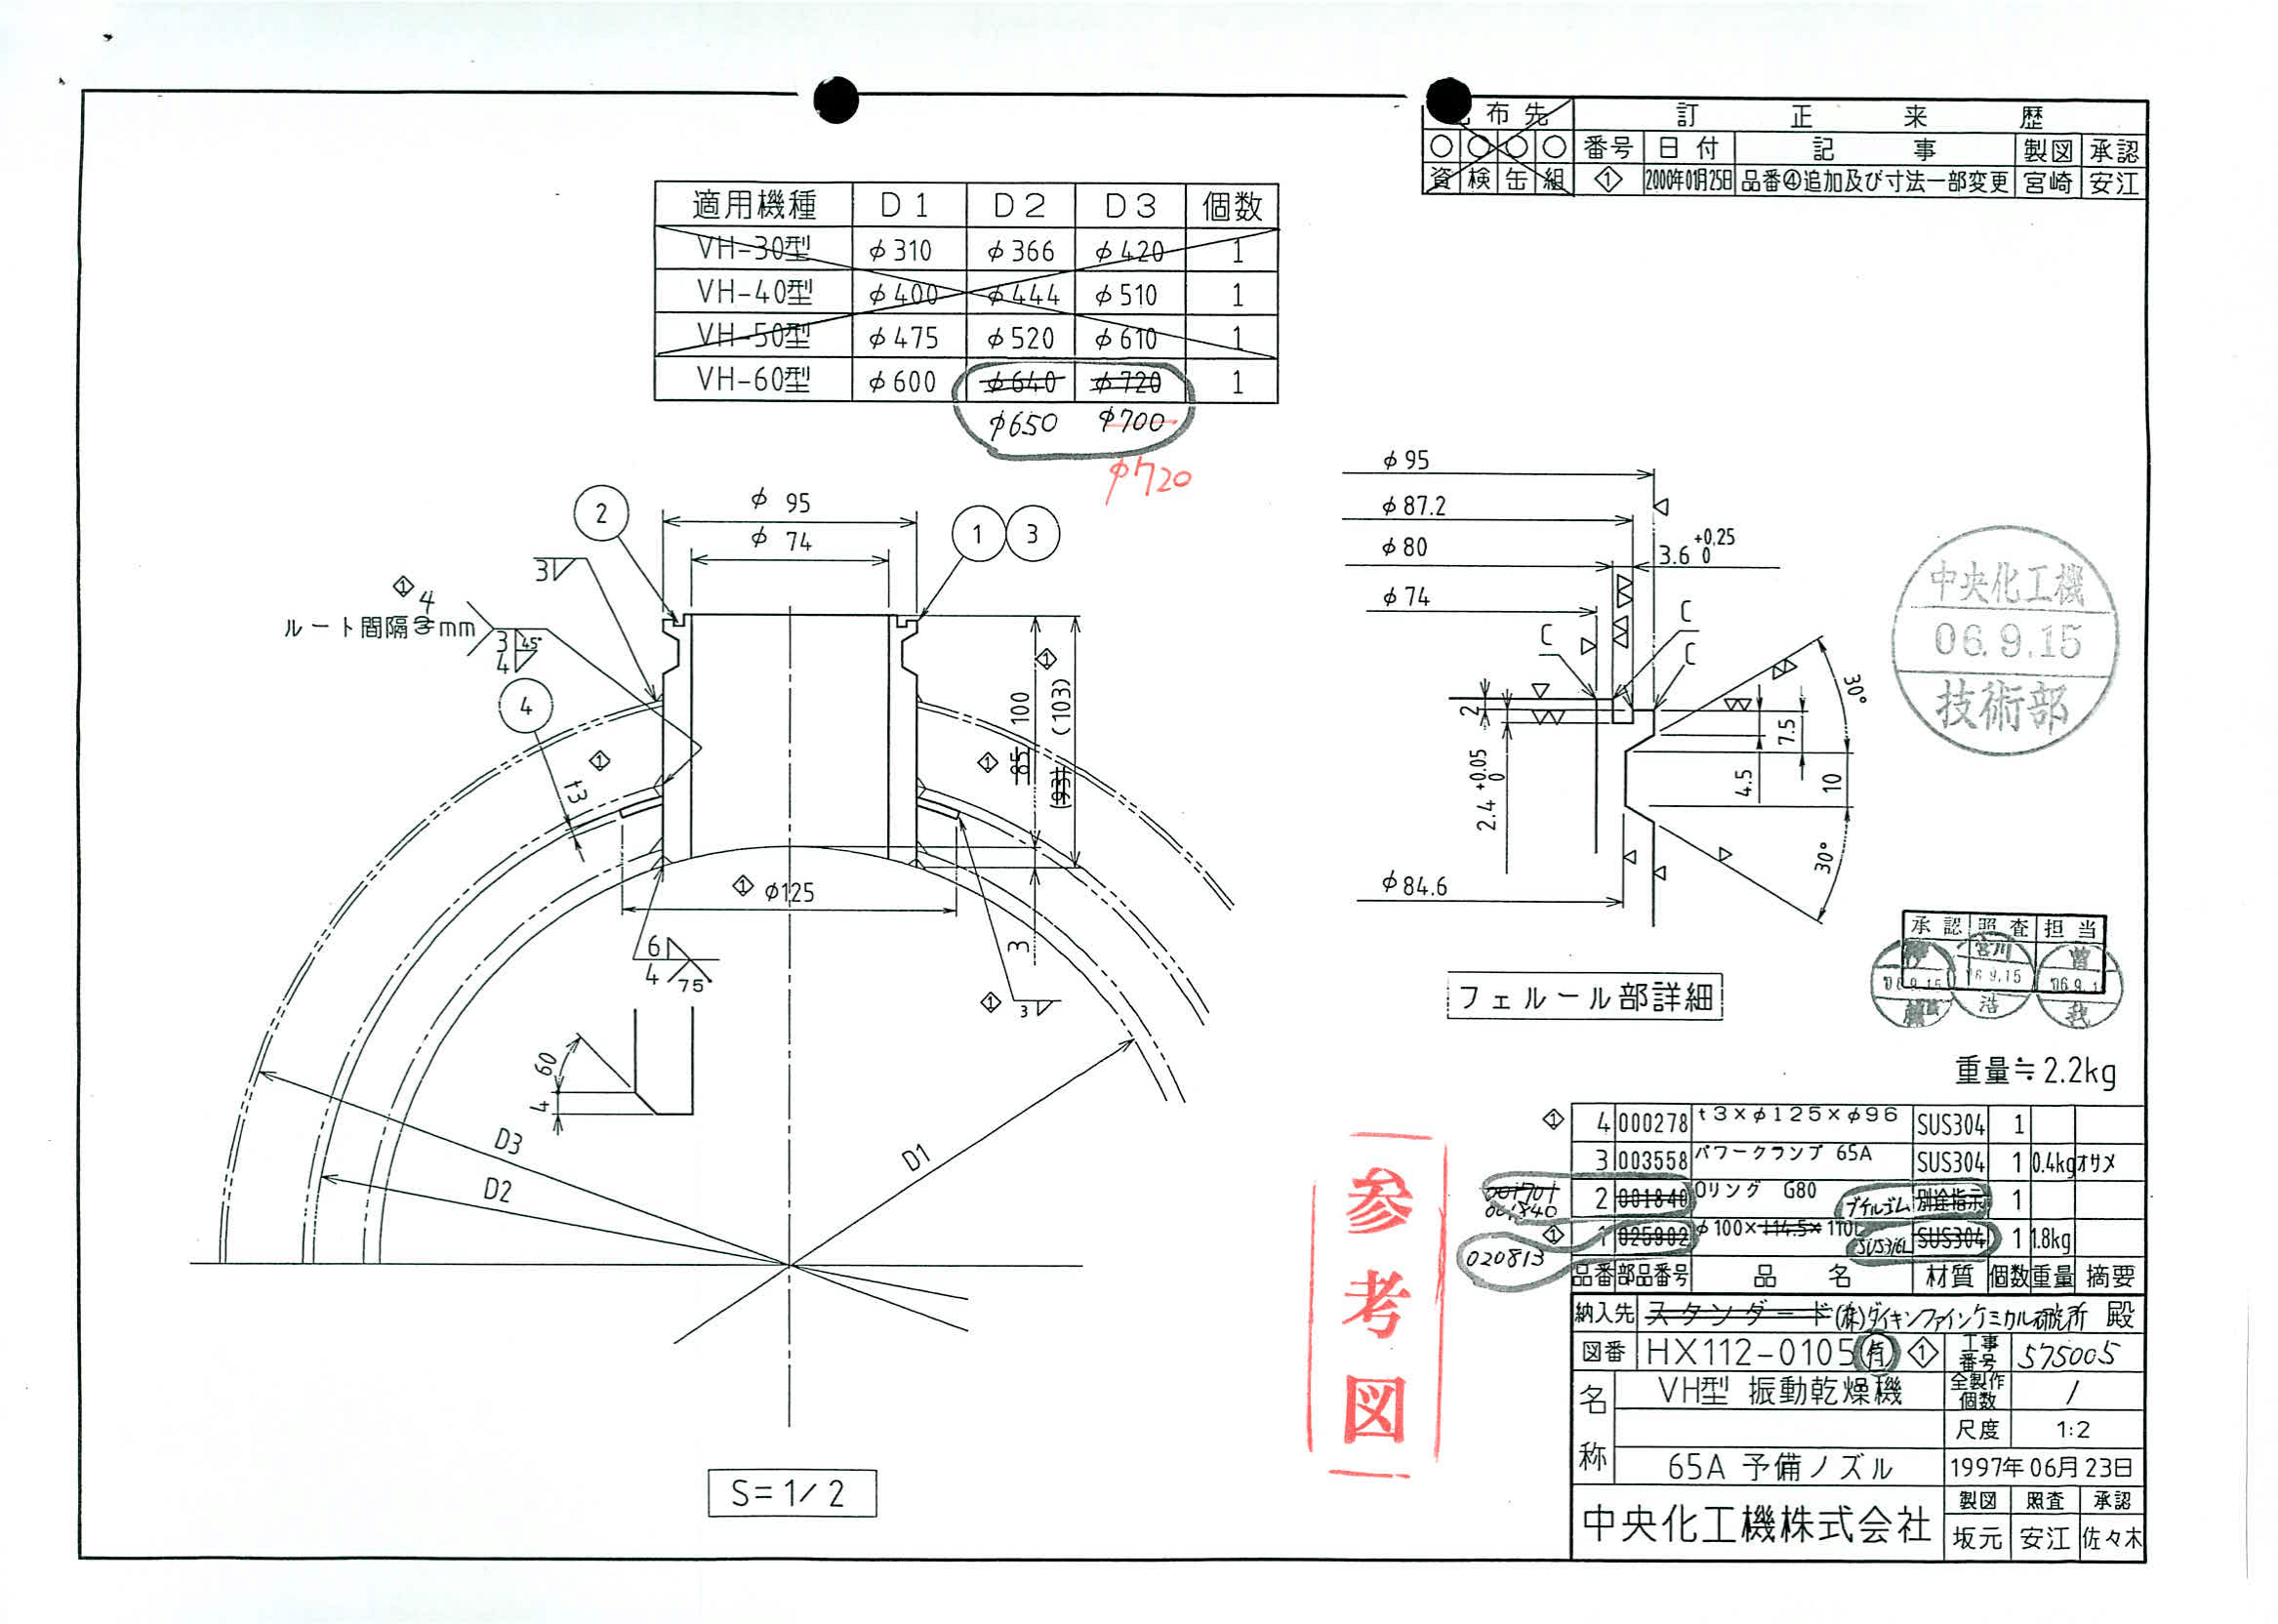 布先
訂正来歴
番号 日付 記事 製図 承認
資 検 缶 組 ① 2000年01月25日 品番④追加及び寸法一部変更 宮崎 安江
適用機種 D1 D2 D3 個数
VH-30型 φ310 φ366 φ420 1
VH-40型 φ400 φ444 φ510 1
VH-50型 φ475 φ520 φ610 1
VH-60型 φ600 φ640 φ720 1
φ650 φ700
φ720
φ95
φ74
2
1 3
3
① 4
ルート間隔 mm
3 45°
4
4
①
t3
① 100
(103)
① 85
(93)
① φ125
3
6
4 75
① 3
60
4
D3
D2
D1
S=1/2
φ95
φ87.2
φ80
3.6 +0.25 0
φ74
C
C
C
2
2.4 +0.05 0
30°
7.5
4.5
10
30°
φ84.6
フェルール部詳細
中央化工機
06.9.15
技術部
承認 照査 担当
宮川
06.9.15
浩
曽我
重量≒2.2kg
① 4 000278 t3×φ125×φ96 SUS304 1
3 003558 パワークランプ 65A SUS304 1 0.4kg オサメ
001701
001840
2 001840 Oリング G80 ブチルゴム 別途指示 1
① 1 025902 φ100×114.5×110L SUS316L SUS304 1 1.8kg
020813
品番 部品番号 品名 材質 個数 重量 摘要
納入先 スタンダード (株)ダイキンファインケミカル研究所 殿
図番 HX112-0105 有 ① 工事番号 575005
名称 VH型 振動乾燥機 全製作個数 1
尺度 1:2
65A 予備ノズル 1997年06月23日
中央化工機株式会社
製図 照査 承認
坂元 安江 佐々木
参考図